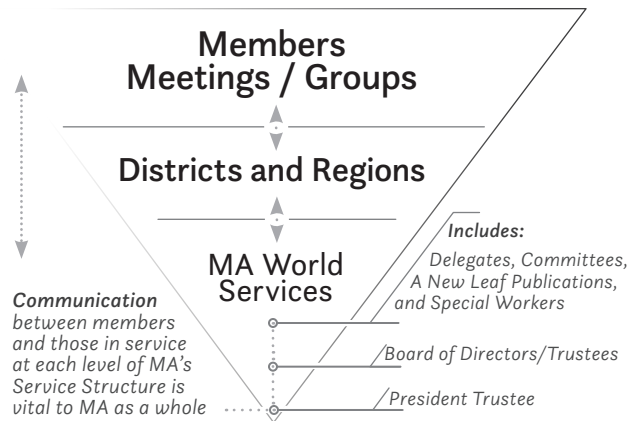 Members
Meetings / Groups
Districts and Regions
MA World
Services
Includes:
Delegates, Committees,
A New Leaf Publications,
and Special Workers
Board of Directors/Trustees
President Trustee
Communication
between members
and those in service
at each level of MA’s
Service Structure is
vital to MA as a whole